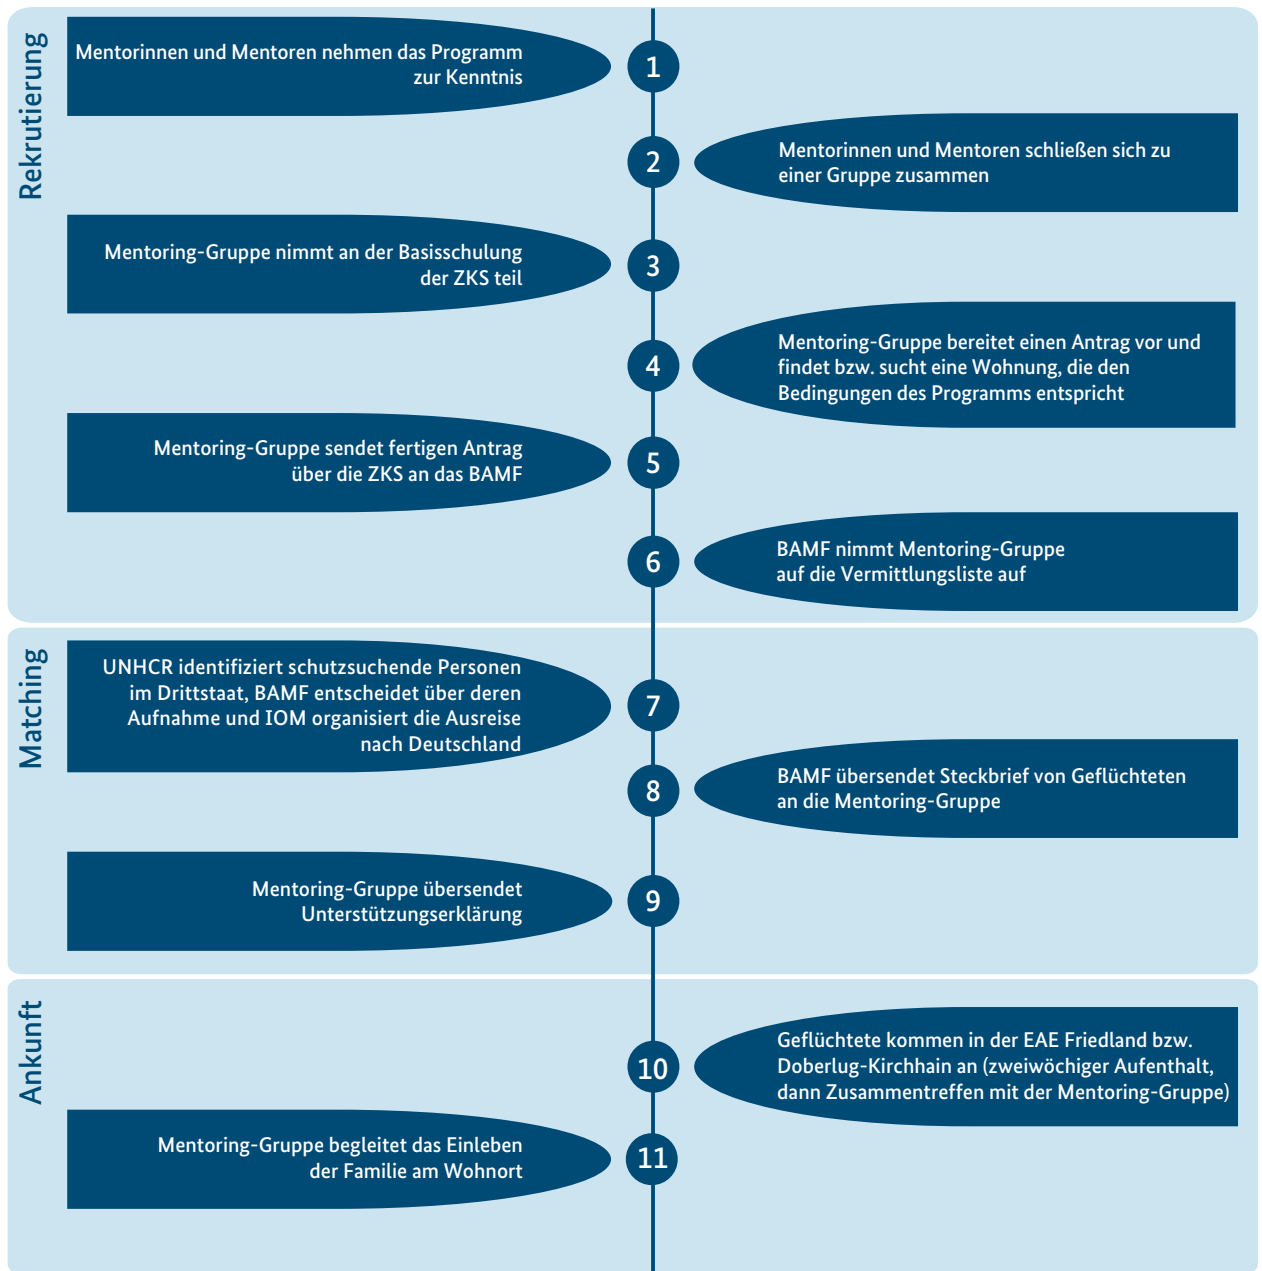 Rekrutierung
Mentorinnen und Mentoren nehmen das Programm
zur Kenntnis
1
2
Mentorinnen und Mentoren schließen sich zu
einer Gruppe zusammen
Mentoring-Gruppe nimmt an der Basisschulung
der ZKS teil
3
4
Mentoring-Gruppe bereitet einen Antrag vor und
findet bzw. sucht eine Wohnung, die den
Bedingungen des Programms entspricht
Mentoring-Gruppe sendet fertigen Antrag
über die ZKS an das BAMF
5
6
BAMF nimmt Mentoring-Gruppe
auf die Vermittlungsliste auf
Matching
UNHCR identifiziert schutzsuchende Personen
im Drittstaat, BAMF entscheidet über deren
Aufnahme und IOM organisiert die Ausreise
nach Deutschland
7
8
BAMF übersendet Steckbrief von Geflüchteten
an die Mentoring-Gruppe
Mentoring-Gruppe übersendet
Unterstützungserklärung
9
Ankunft
10
Geflüchtete kommen in der EAE Friedland bzw.
Doberlug-Kirchhain an (zweiwöchiger Aufenthalt,
dann Zusammentreffen mit der Mentoring-Gruppe)
Mentoring-Gruppe begleitet das Einleben
der Familie am Wohnort
11